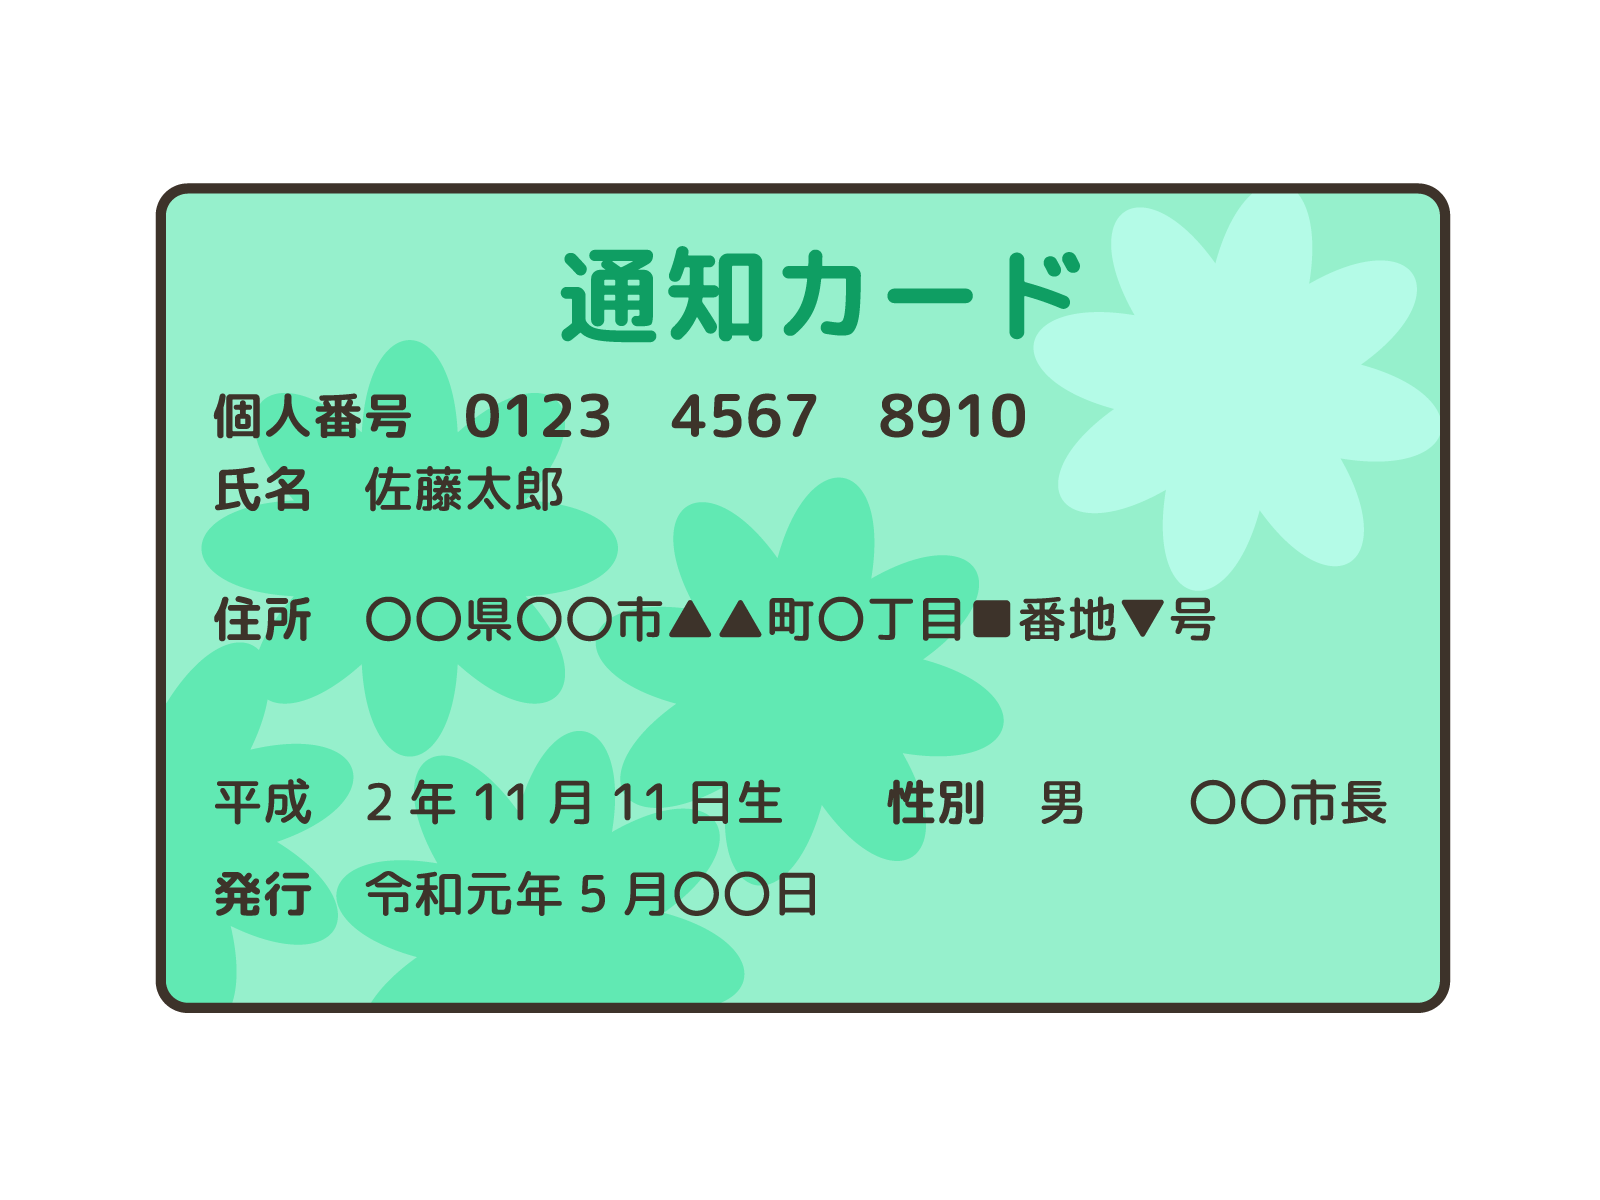 通知カード
個人番号　0123　4567　8910
氏名　佐藤太郎
住所　〇〇県〇〇市▲▲町〇丁目■番地▼号
平成　2 年 11 月 11 日生　　性別　男　　〇〇市長
発行　令和元年 5 月〇〇日